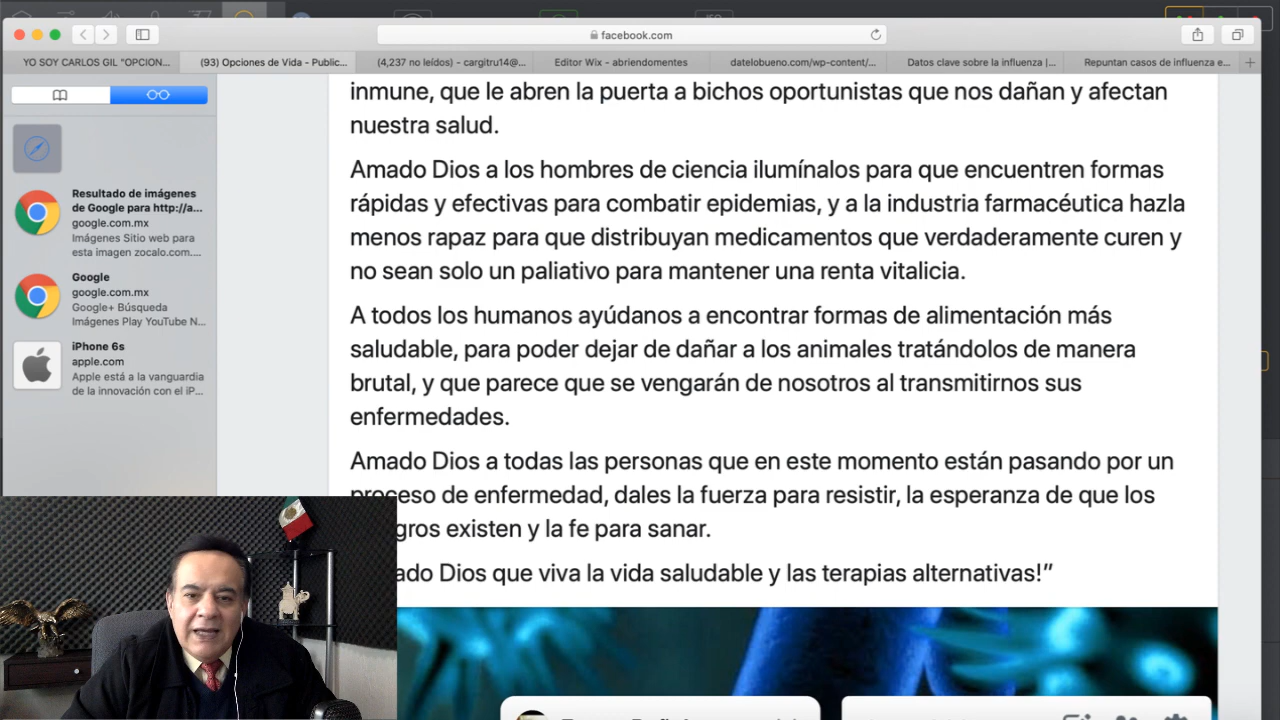 facebook.com
YO SOY CARLOS GIL "OPCION...
(93) Opciones de Vida - Public...
(4,237 no leídos) - cargitru14@...
Editor Wix - abriendomentes
datelobueno.com/wp-content/...
Datos clave sobre la influenza |...
Repuntan casos de influenza e...
Resultado de imágenes
de Google para http://a...
google.com.mx
Imágenes Sitio web para
esta imagen zocalo.com....
Google
google.com.mx
Google+ Búsqueda
Imágenes Play YouTube N...
iPhone 6s
apple.com
Apple está a la vanguardia
de la innovación con el iP...
inmune, que le abren la puerta a bichos oportunistas que nos dañan y afectan
nuestra salud.
Amado Dios a los hombres de ciencia ilumínalos para que encuentren formas
rápidas y efectivas para combatir epidemias, y a la industria farmacéutica hazla
menos rapaz para que distribuyan medicamentos que verdaderamente curen y
no sean solo un paliativo para mantener una renta vitalicia.
A todos los humanos ayúdanos a encontrar formas de alimentación más
saludable, para poder dejar de dañar a los animales tratándolos de manera
brutal, y que parece que se vengarán de nosotros al transmitirnos sus
enfermedades.
Amado Dios a todas las personas que en este momento están pasando por un
proceso de enfermedad, dales la fuerza para resistir, la esperanza de que los
gros existen y la fe para sanar.
ado Dios que viva la vida saludable y las terapias alternativas!”